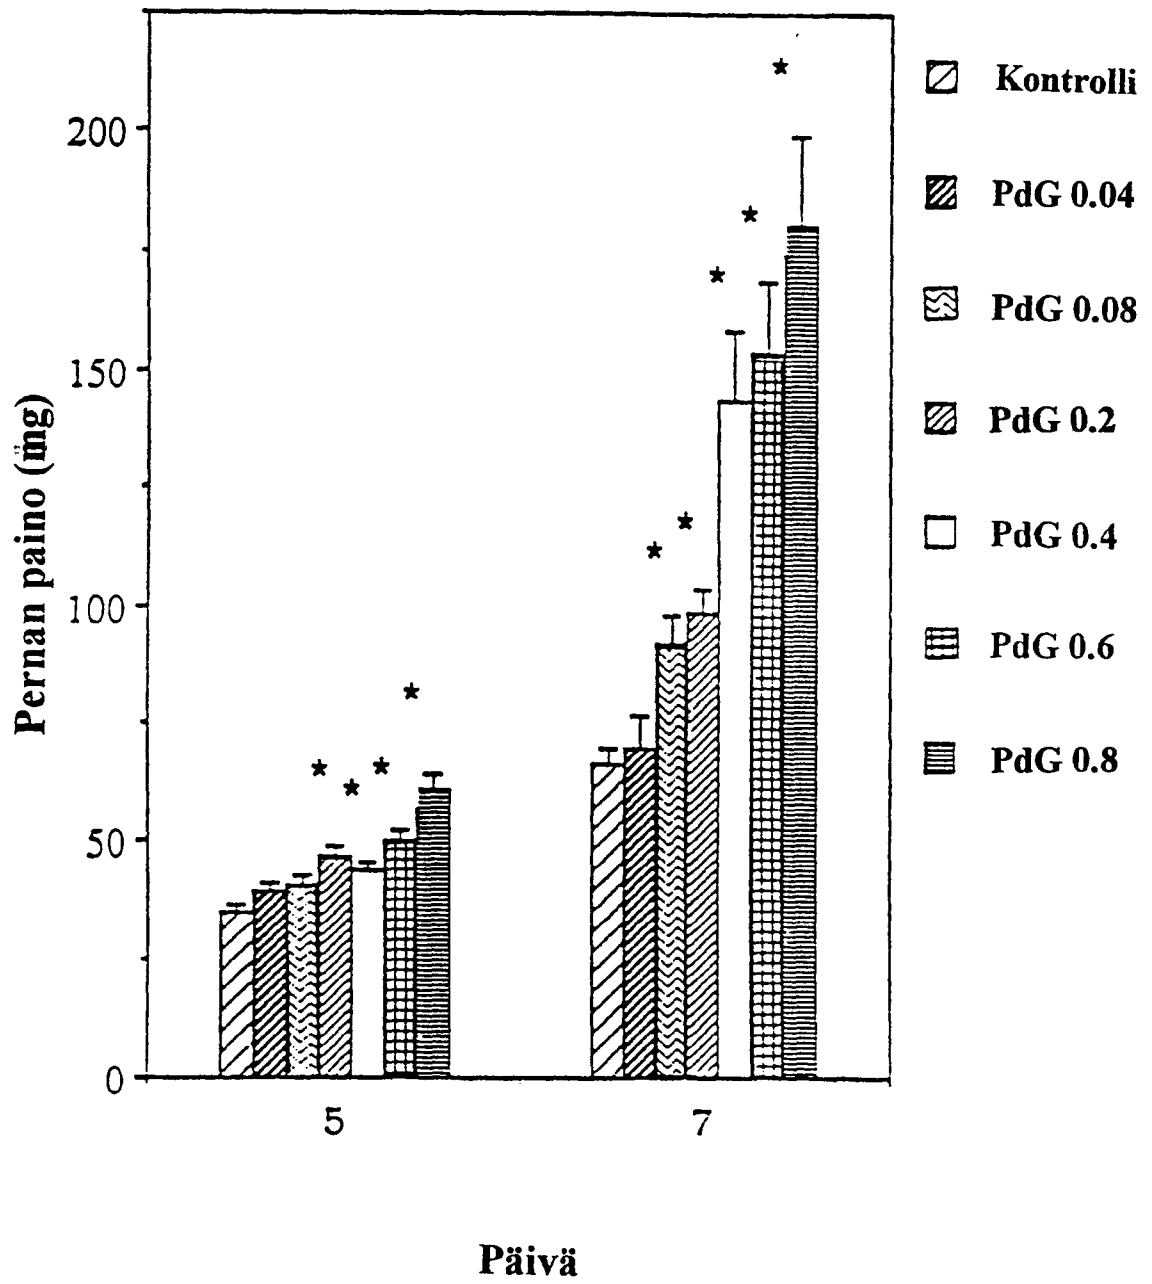 Pernan paino (mg)
200
150
100
50
0
5
7
Päivä
Kontrolli
PdG 0.04
PdG 0.08
PdG 0.2
PdG 0.4
PdG 0.6
PdG 0.8